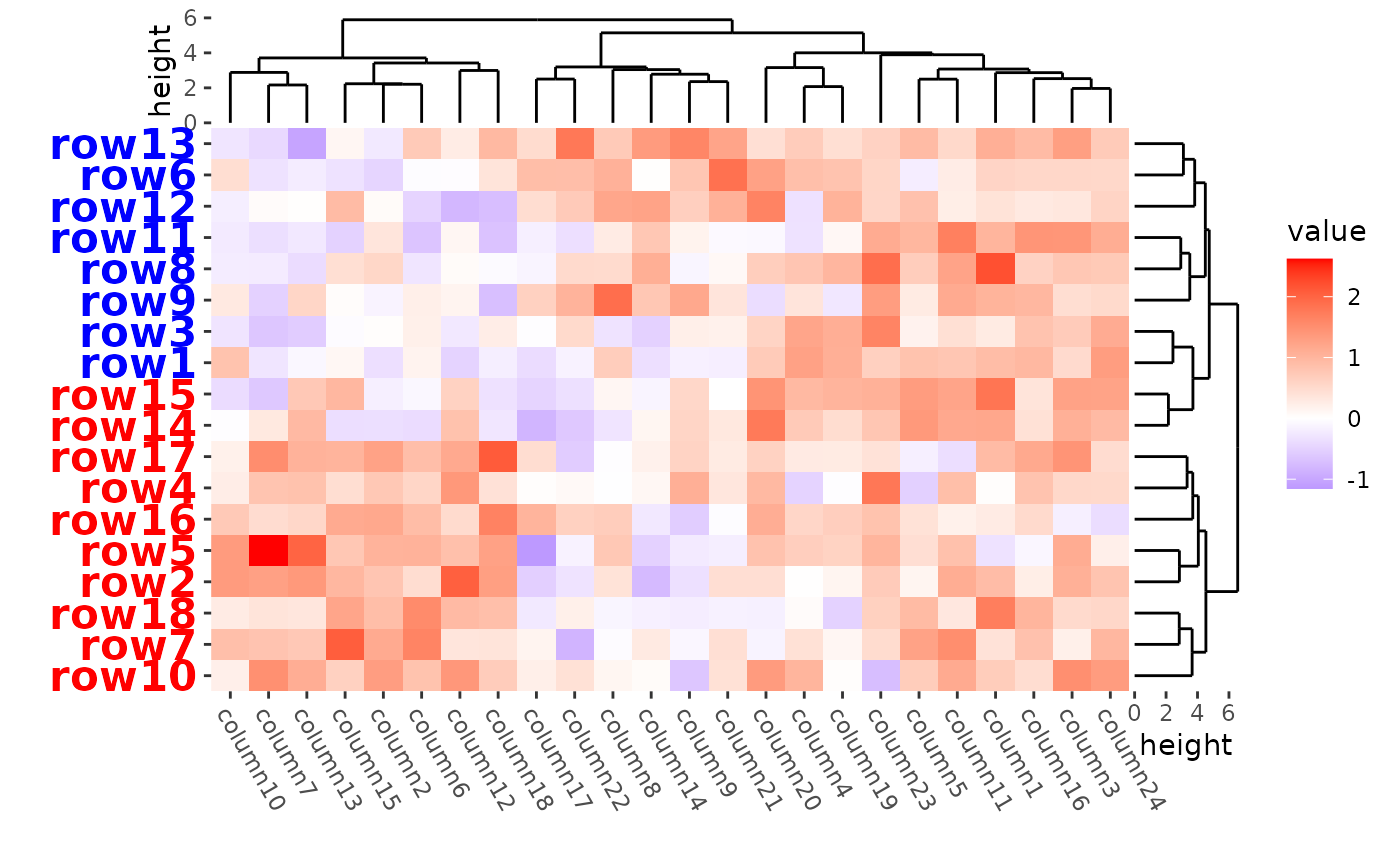 height
6
4
2
0
row13
row6
row12
row11
row8
row9
row3
row1
row15
row14
row17
row4
row16
row5
row2
row18
row7
row10
column10
column7
column13
column15
column2
column6
column12
column18
column17
column22
column8
column14
column9
column21
column20
column4
column19
column23
column5
column11
column1
column16
column3
column24
0 2 4 6
height
value
2
1
0
-1